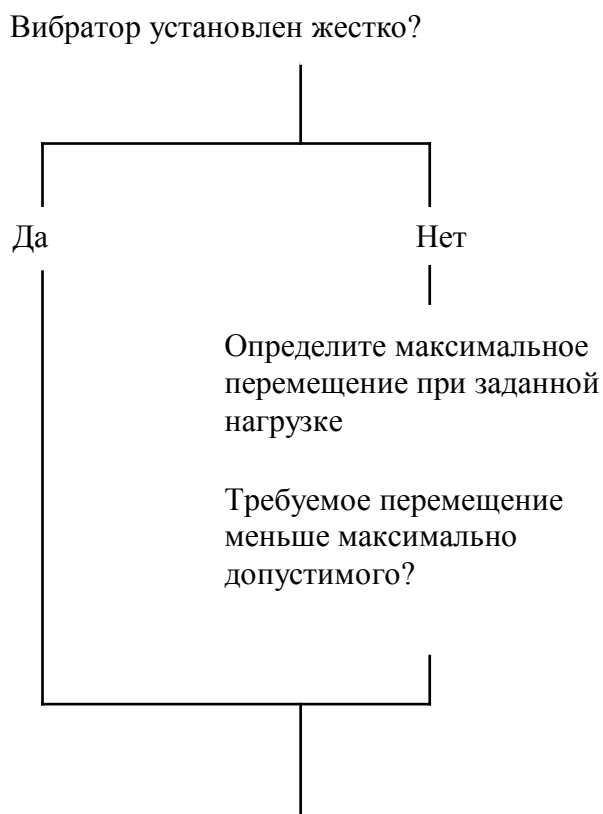 Вибратор установлен жестко?
Да
Нет
Определите максимальное
перемещение при заданной
нагрузке
Требуемое перемещение
меньше максимально
допустимого?